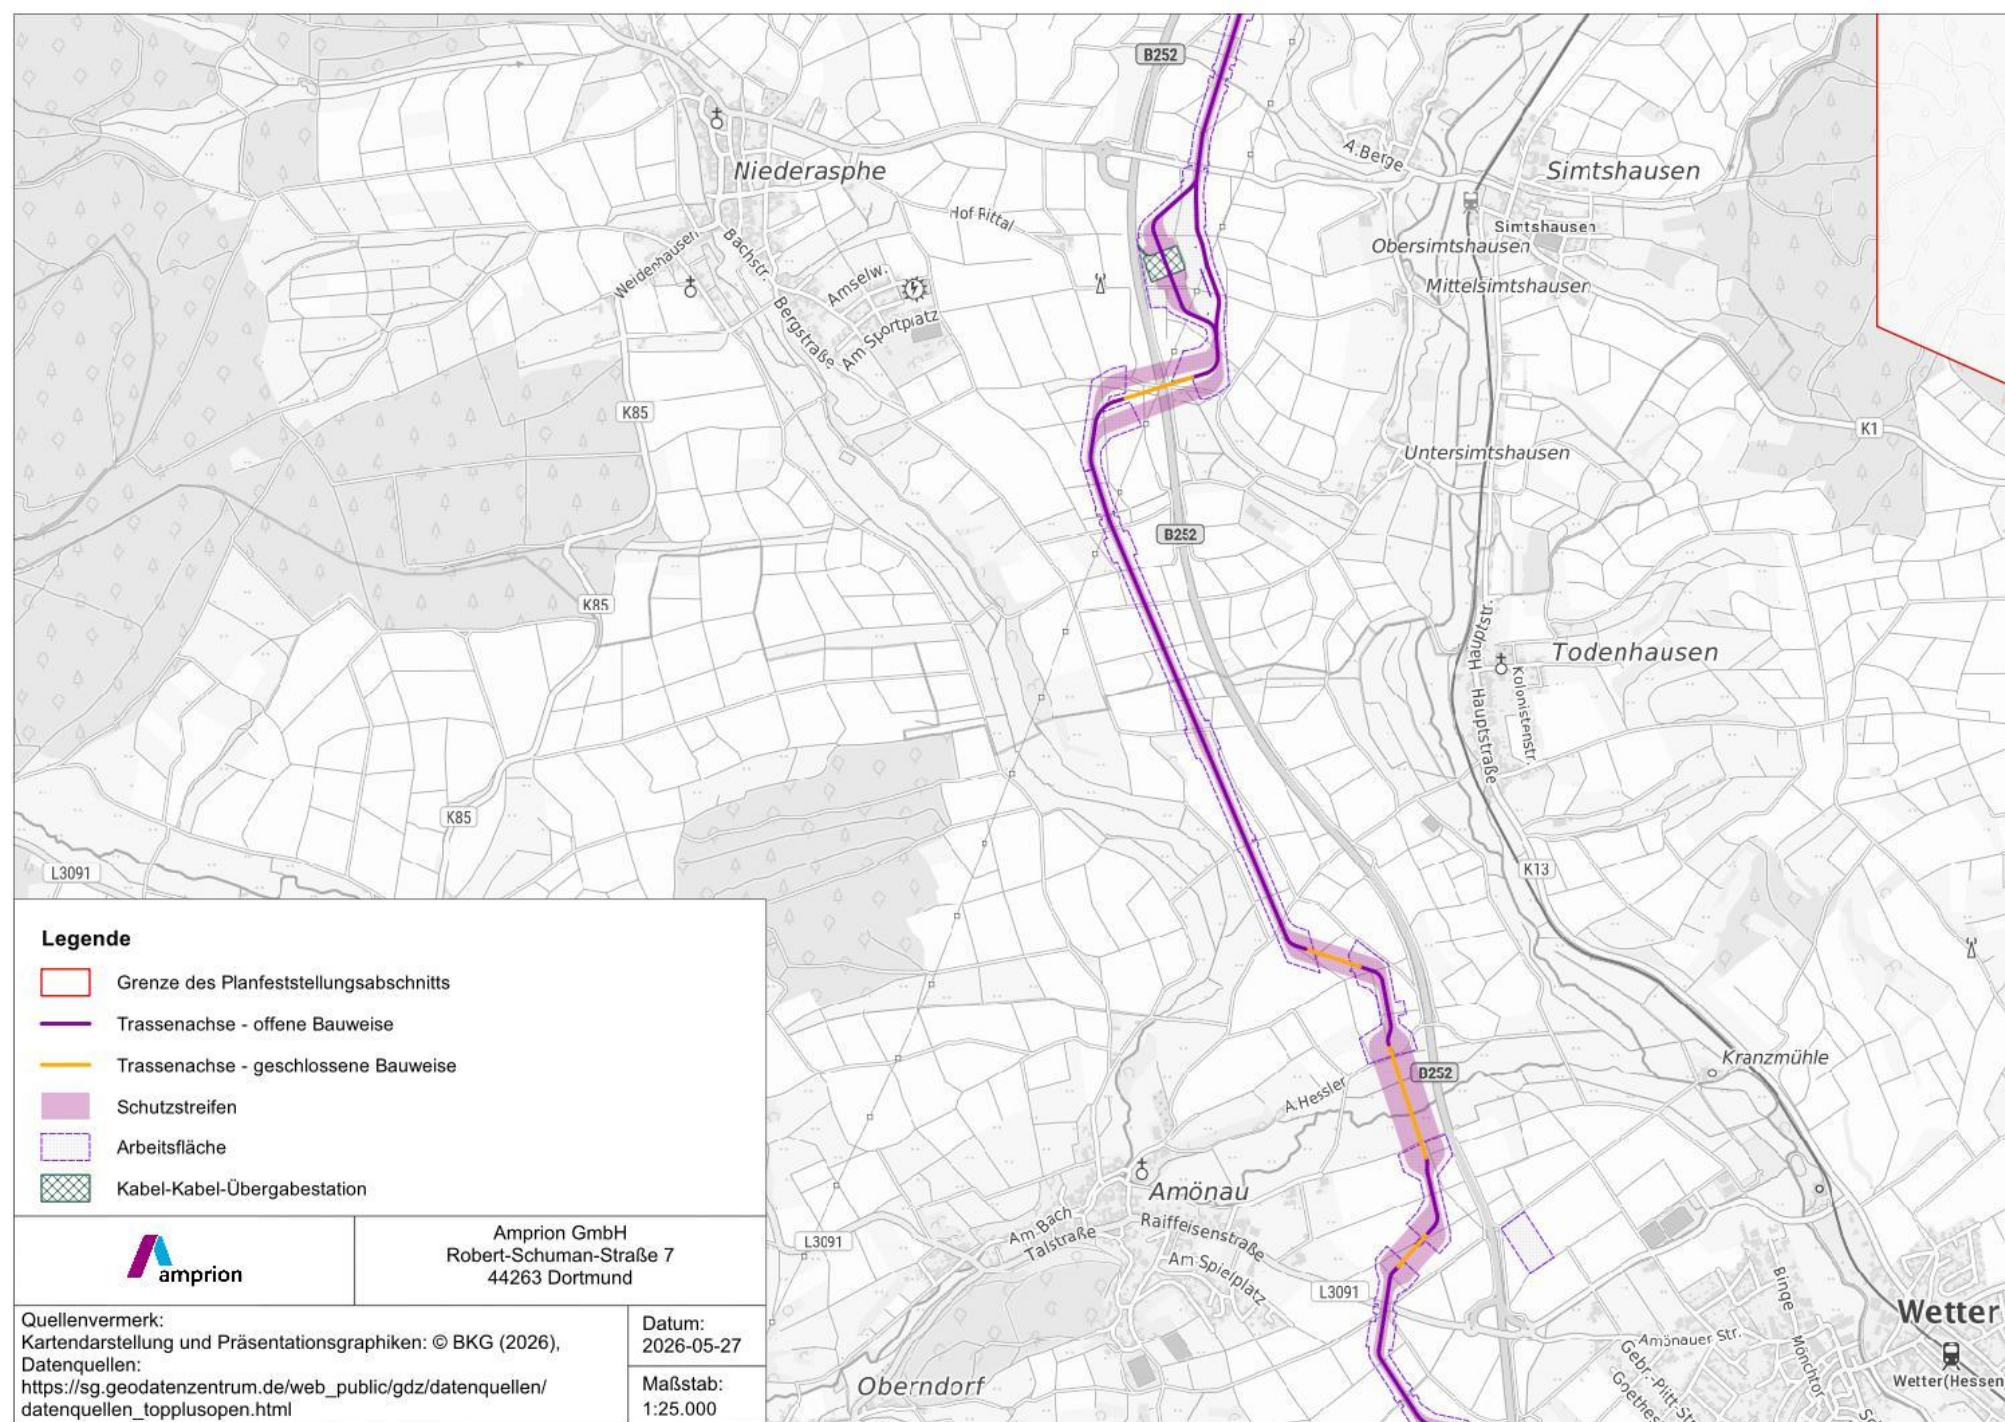 B252
Niederasphe
A.Berge
Simtshausen
Hof Rittal
Simtshausen
Obersimtshausen
Weidenhausen
Bachstr.
Amselw.
Mittelsimtshausen
Bergstraße
Am Sportplatz
K85
K1
Untersimtshausen
B252
K85
Hauptstr.
Todenhausen
Kolonistenstr.
Hauptstraße
K85
L3091
K13
Legende
Grenze des Planfeststellungsabschnitts
Trassenachse - offene Bauweise
Trassenachse - geschlossene Bauweise
Schutzstreifen
Arbeitsfläche
Kabel-Kabel-Übergabestation
Kranzmühle
B252
A.Hessler
Amönau
Am Bach
Talstraße
Raiffeisenstraße
Am Spielplatz
L3091
L3091
Binge
Mönchtor
Wetter
Amönauer Str.
Gebr.-Plitt-Str.
Wetter(Hessen
Oberndorf
amprion
Amprion GmbH
Robert-Schuman-Straße 7
44263 Dortmund
Quellenvermerk:
Kartendarstellung und Präsentationsgraphiken: © BKG (2026),
Datenquellen:
https://sg.geodatenzentrum.de/web_public/gdz/datenquellen/
datenquellen_topplusopen.html
Datum:
2026-05-27
Maßstab:
1:25.000